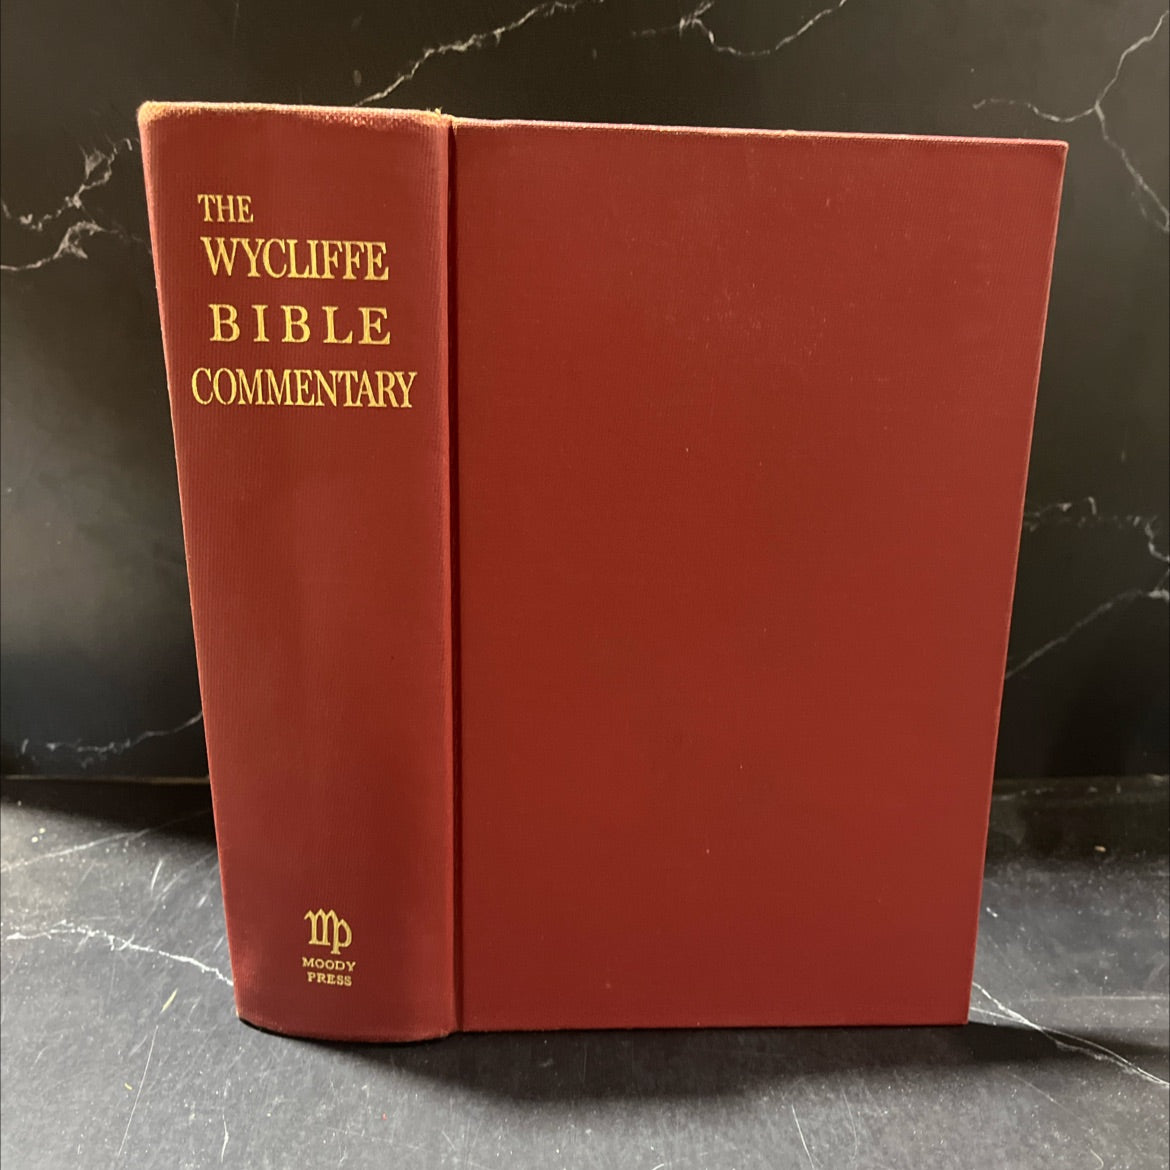 THE
WYCLIFFE
BIBLE
COMMENTARY
mp
MOODY
PRESS